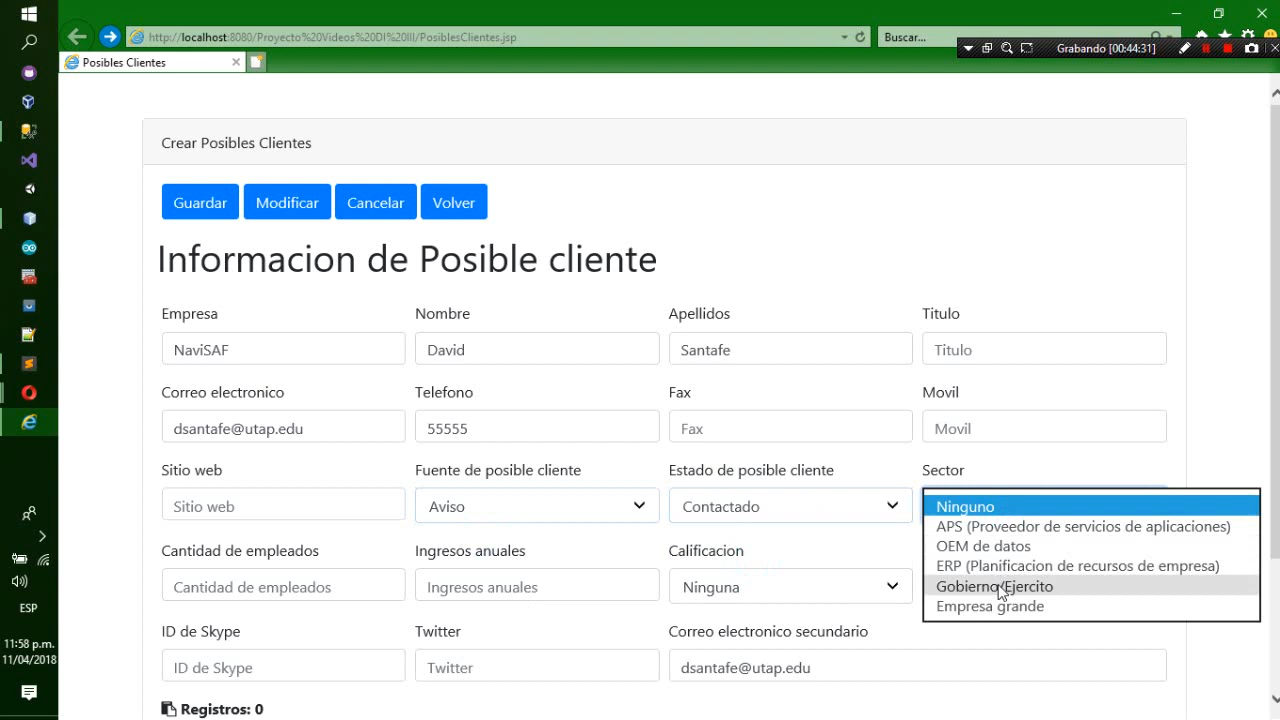 http://localhost:8080/Proyecto%20Videos%20DI%20III/PosiblesClientes.jsp
Buscar...
Posibles Clientes
Grabando [00:44:31]
Crear Posibles Clientes
Guardar Modificar Cancelar Volver
Informacion de Posible cliente
Empresa Nombre Apellidos Titulo
NaviSAF David Santafe Titulo
Correo electronico Telefono Fax Movil
dsantafe@utap.edu 55555 Fax Movil
Sitio web Fuente de posible cliente Estado de posible cliente Sector
Sitio web Aviso Contactado Ninguno
APS (Proveedor de servicios de aplicaciones)
OEM de datos
Cantidad de empleados Ingresos anuales Calificacion ERP (Planificacion de recursos de empresa)
Cantidad de empleados Ingresos anuales Ninguna Gobierno/Ejercito
Empresa grande
ID de Skype Twitter Correo electronico secundario
ID de Skype Twitter dsantafe@utap.edu
Registros: 0
ESP
11:58 p.m.
11/04/2018